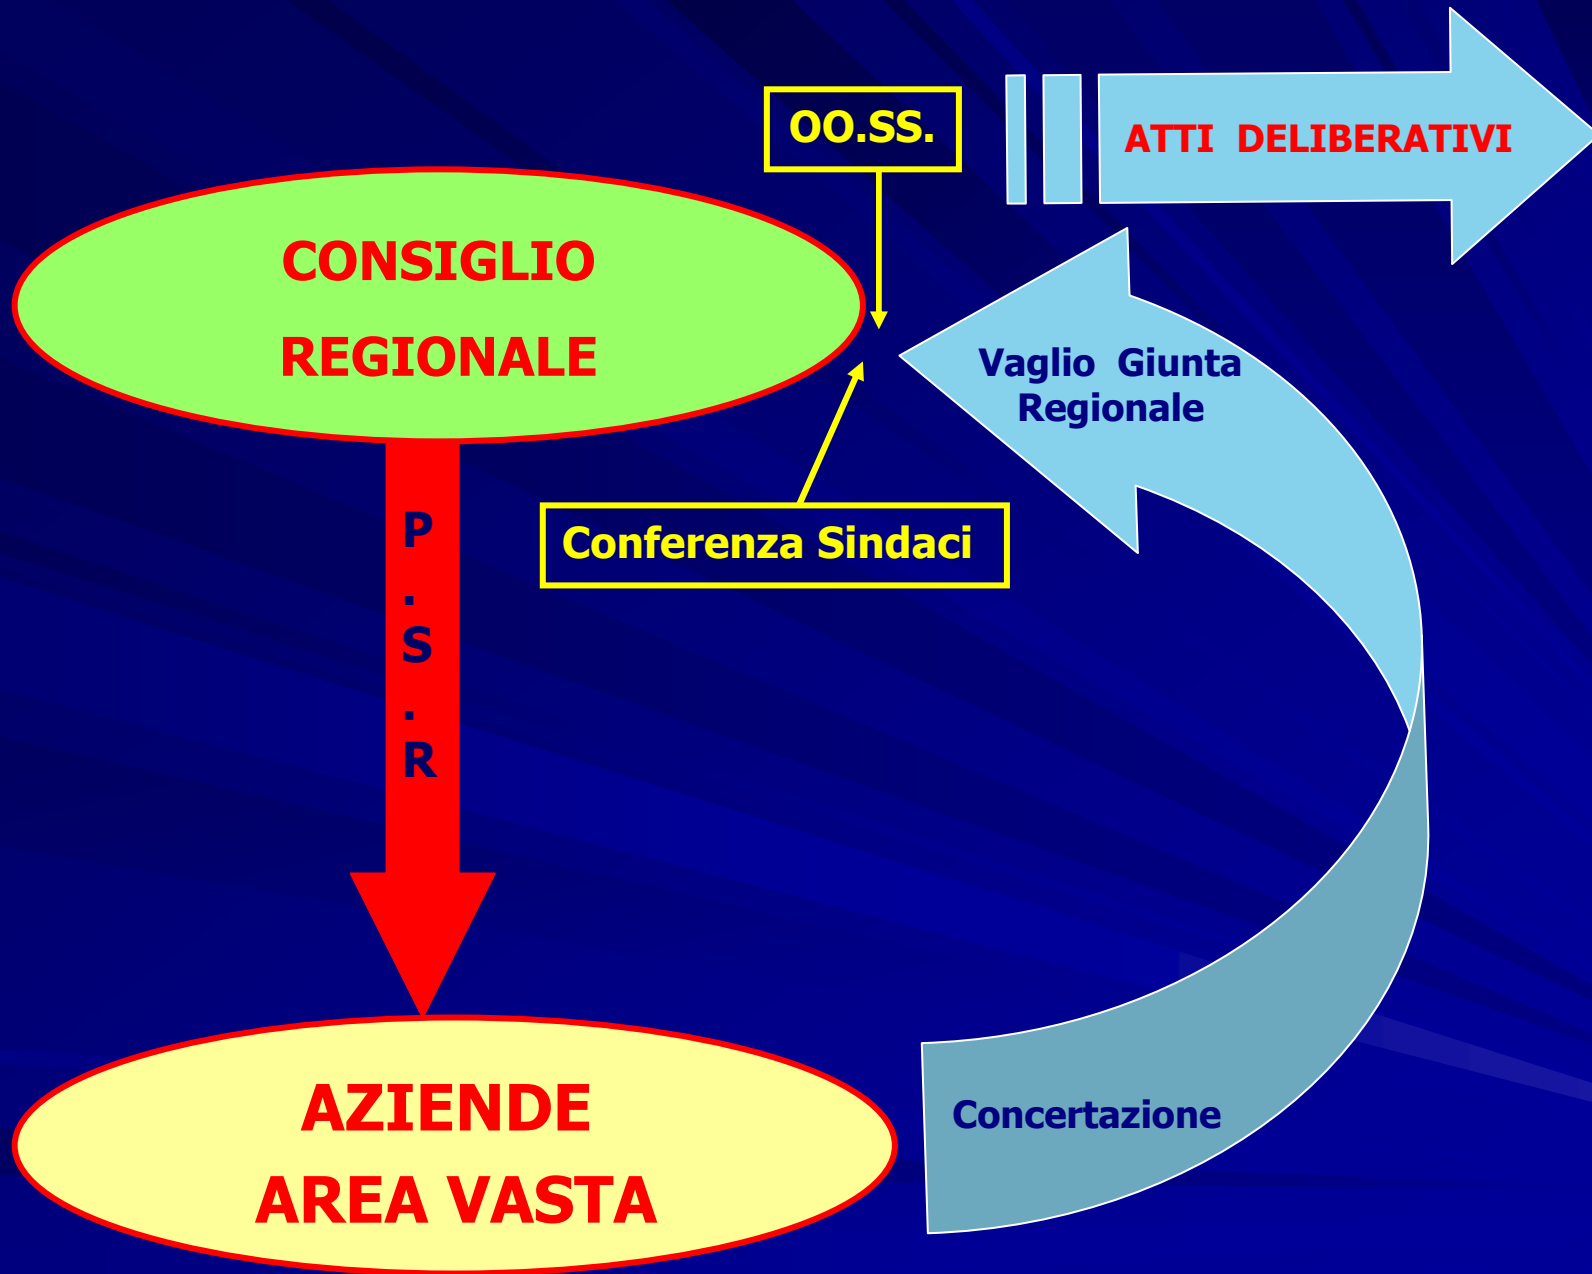 OO.SS.
ATTI DELIBERATIVI
CONSIGLIO
REGIONALE
Vaglio Giunta
Regionale
P
.
S
.
R
Conferenza Sindaci
AZIENDE
AREA VASTA
Concertazione